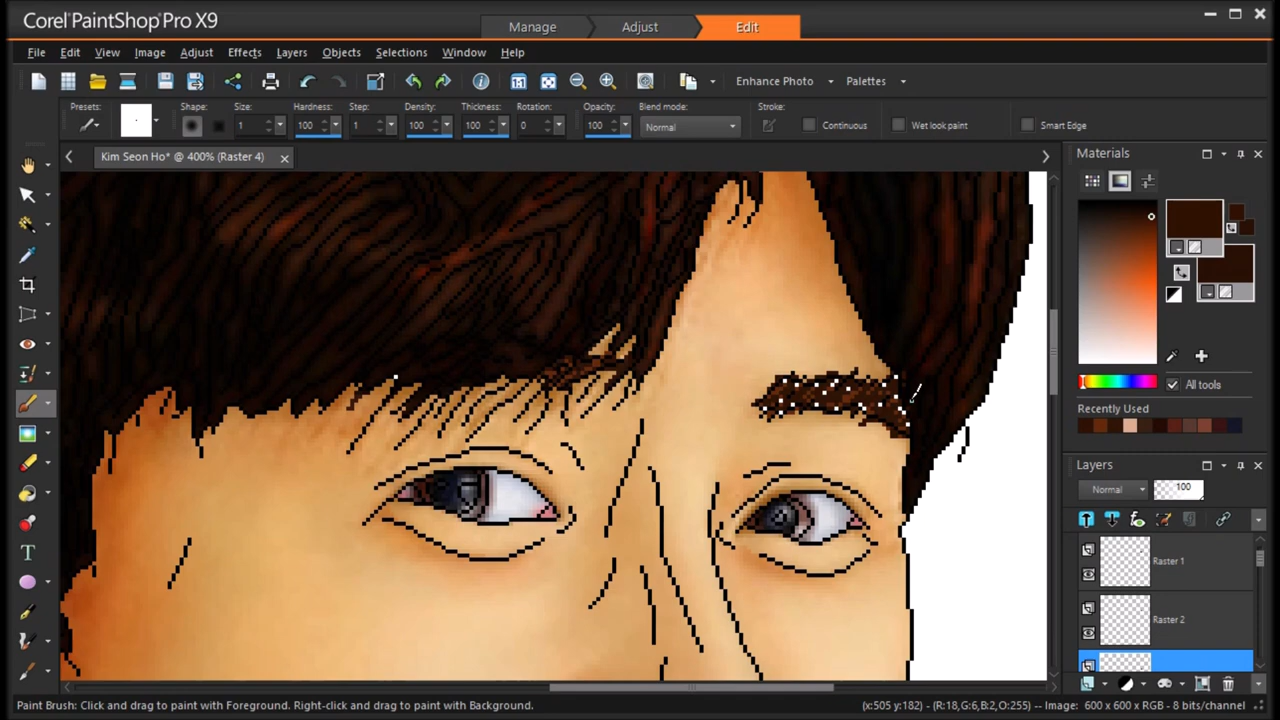 Corel PaintShop Pro X9
Manage Adjust Edit
File Edit View Image Adjust Effects Layers Objects Selections Window Help
1:1 Enhance Photo Palettes
Presets: Shape: Size: Hardness: Step: Density: Thickness: Rotation: Opacity: Blend mode: Stroke:
1 100 1 100 100 0 100 Normal Continuous Wet look paint Smart Edge
Kim Seon Ho* @ 400% (Raster 4)
Materials
All tools
Recently Used
Layers
Normal 100
Raster 1
Raster 2
Paint Brush: Click and drag to paint with Foreground. Right-click and drag to paint with Background.
(x:505 y:182) - (R:18,G:6,B:2,O:255) -- Image: 600 x 600 x RGB - 8 bits/channel